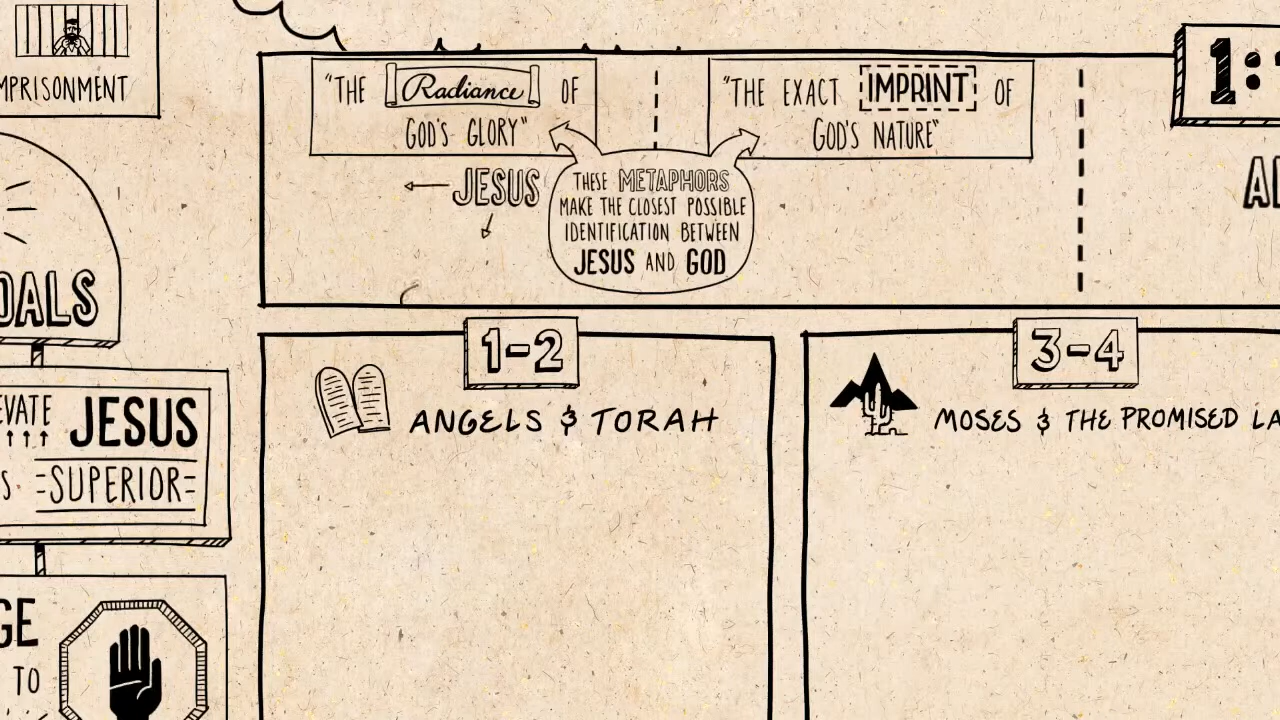 MPRISONMENT
"THE Radiance OF
GOD'S GLORY"
"THE EXACT IMPRINT OF
GOD'S NATURE"
1:
JESUS
THESE METAPHORS
MAKE THE CLOSEST POSSIBLE
IDENTIFICATION BETWEEN
JESUS AND GOD
OALS
EVATE JESUS
S SUPERIOR
GE
TO
1-2
ANGELS & TORAH
3-4
MOSES & THE PROMISED LA